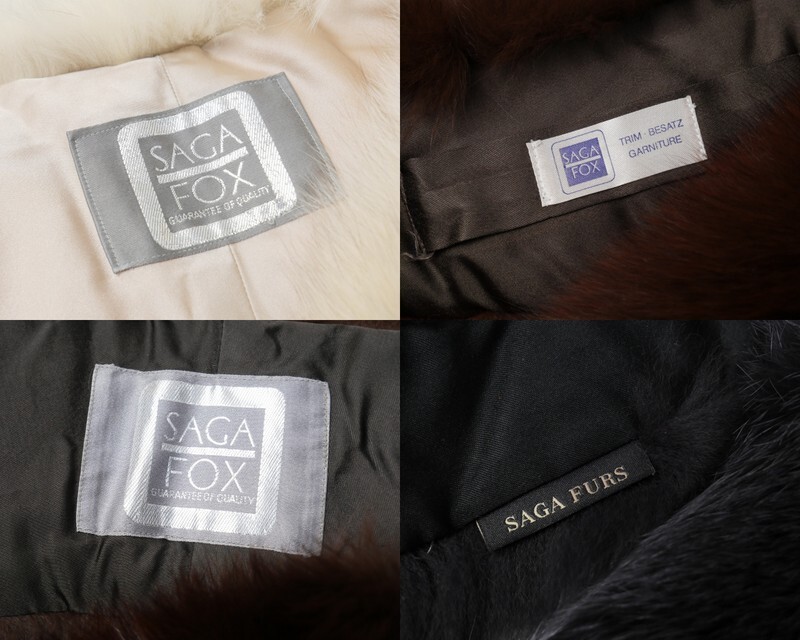 SAGA
FOX
GUARANTEE OF QUALITY
SAGA
FOX
TRIM · BESATZ
GARNITURE
SAGA
FOX
GUARANTEE OF QUALITY
SAGA FURS